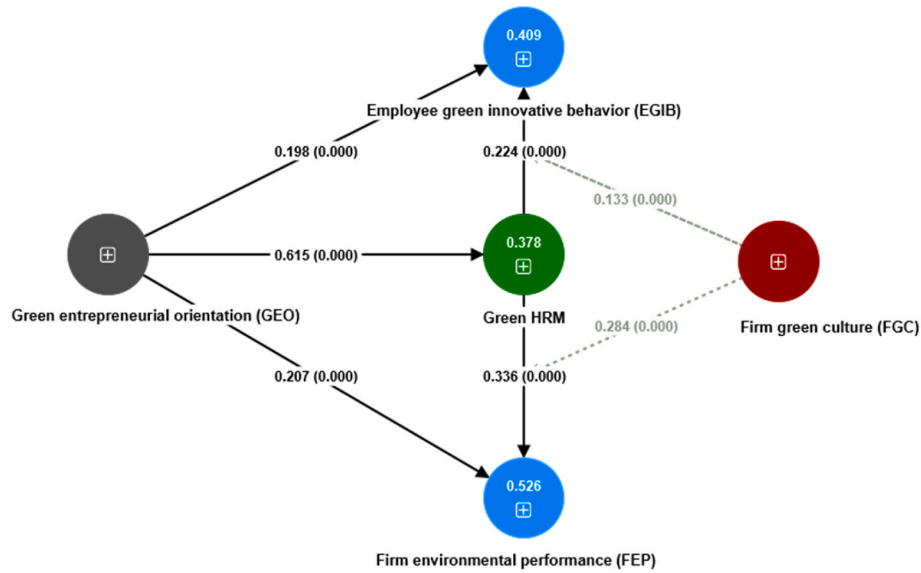 0.409
Employee green innovative behavior (EGIB)
0.198 (0.000)
0.224 (0.000)
0.133 (0.000)
0.378
0.615 (0.000)
Green entrepreneurial orientation (GEO)
Green HRM
Firm green culture (FGC)
0.284 (0.000)
0.207 (0.000)
0.336 (0.000)
0.526
Firm environmental performance (FEP)